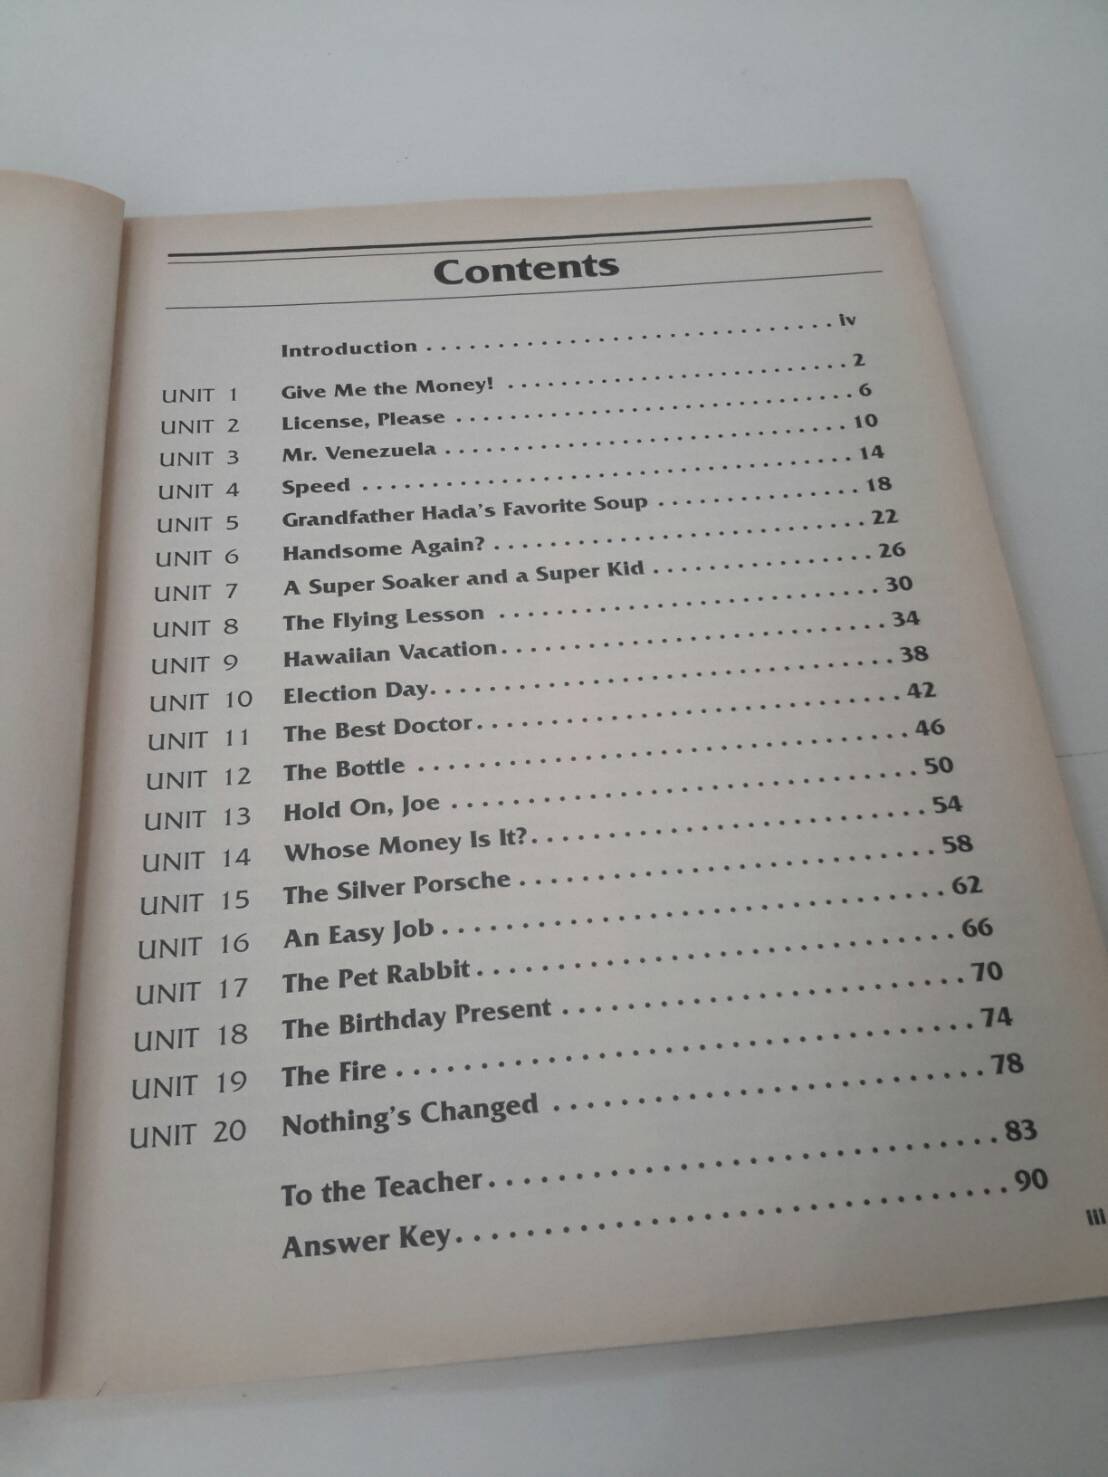 Contents
Introduction . . . . . . . . . . . . . . . . . . . . . . . . . . . . . . iv
UNIT 1 Give Me the Money! . . . . . . . . . . . . . . . . . . . . . . . . . . 2
UNIT 2 License, Please . . . . . . . . . . . . . . . . . . . . . . . . . . . . . . 6
UNIT 3 Mr. Venezuela . . . . . . . . . . . . . . . . . . . . . . . . . . . . . . 10
UNIT 4 Speed . . . . . . . . . . . . . . . . . . . . . . . . . . . . . . . . . . . . . 14
UNIT 5 Grandfather Hada's Favorite Soup . . . . . . . . . . . . . . . 18
UNIT 6 Handsome Again? . . . . . . . . . . . . . . . . . . . . . . . . . . . 22
UNIT 7 A Super Soaker and a Super Kid . . . . . . . . . . . . . . . . 26
UNIT 8 The Flying Lesson . . . . . . . . . . . . . . . . . . . . . . . . . . . 30
UNIT 9 Hawaiian Vacation . . . . . . . . . . . . . . . . . . . . . . . . . . . 34
UNIT 10 Election Day . . . . . . . . . . . . . . . . . . . . . . . . . . . . . . . . 38
UNIT 11 The Best Doctor . . . . . . . . . . . . . . . . . . . . . . . . . . . . . 42
UNIT 12 The Bottle . . . . . . . . . . . . . . . . . . . . . . . . . . . . . . . . . 46
UNIT 13 Hold On, Joe . . . . . . . . . . . . . . . . . . . . . . . . . . . . . . . 50
UNIT 14 Whose Money Is It? . . . . . . . . . . . . . . . . . . . . . . . . . . 54
UNIT 15 The Silver Porsche . . . . . . . . . . . . . . . . . . . . . . . . . . . 58
UNIT 16 An Easy Job . . . . . . . . . . . . . . . . . . . . . . . . . . . . . . . 62
UNIT 17 The Pet Rabbit . . . . . . . . . . . . . . . . . . . . . . . . . . . . . 66
UNIT 18 The Birthday Present . . . . . . . . . . . . . . . . . . . . . . . . 70
UNIT 19 The Fire . . . . . . . . . . . . . . . . . . . . . . . . . . . . . . . . . . 74
UNIT 20 Nothing's Changed . . . . . . . . . . . . . . . . . . . . . . . . . . 78
To the Teacher . . . . . . . . . . . . . . . . . . . . . . . . . . . . . 83
Answer Key . . . . . . . . . . . . . . . . . . . . . . . . . . . . . . . 90
iii